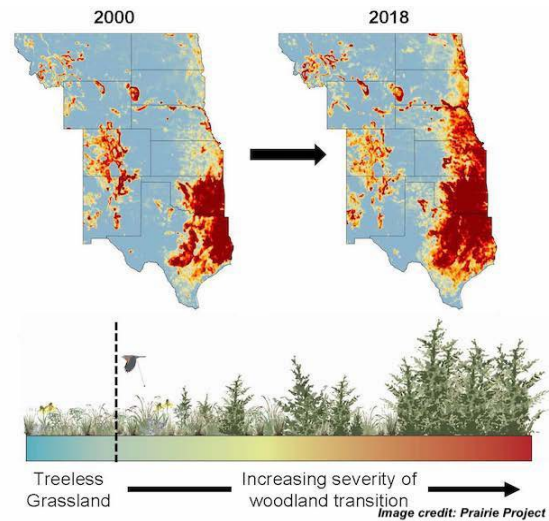 2000
2018
Treeless
Grassland
Increasing severity of
woodland transition
Image credit: Prairie Project